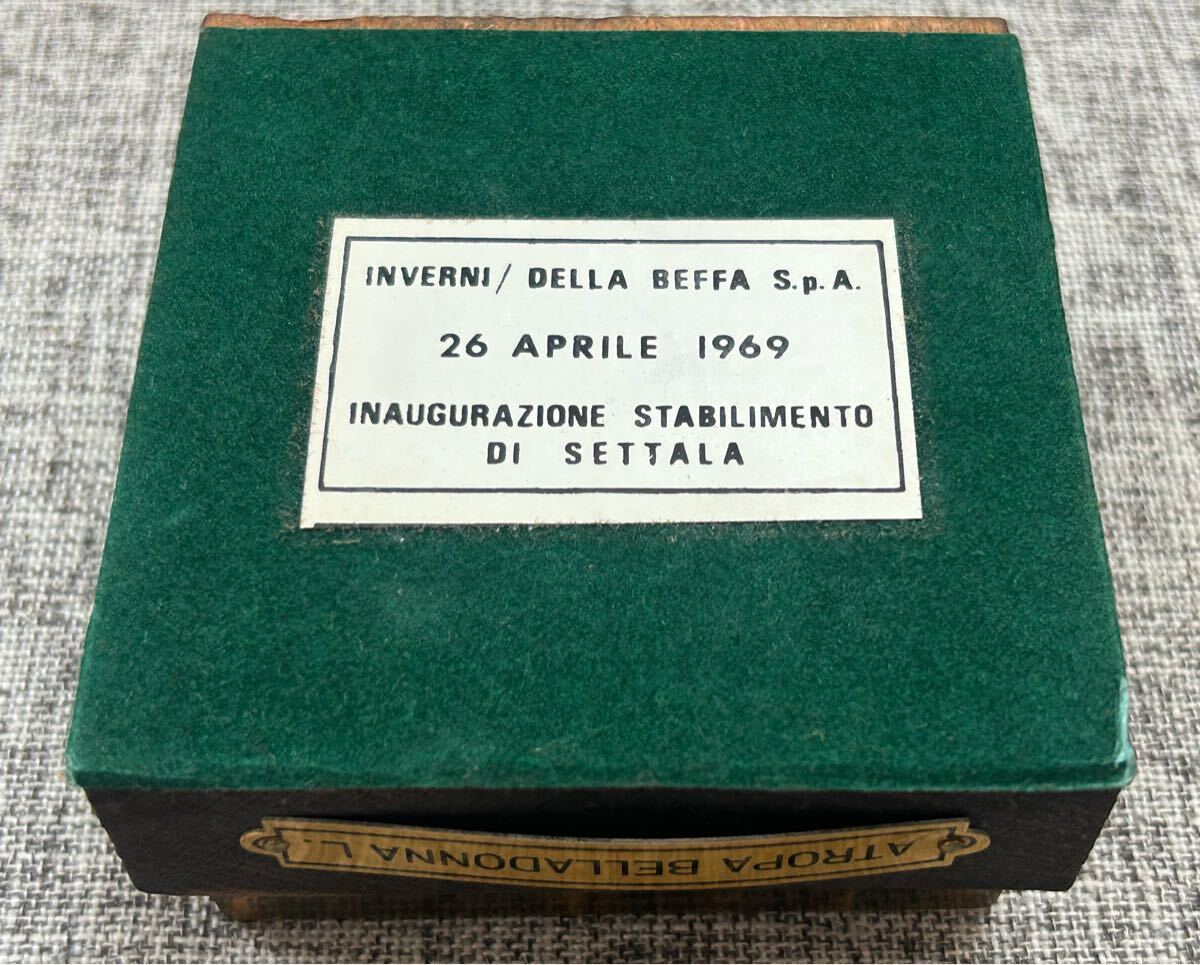 INVERNI/ DELLA BEFFA S.p.A.
26 APRILE 1969
INAUGURAZIONE STABILIMENTO
DI SETTALA
ATROPA BELLADONNA L.